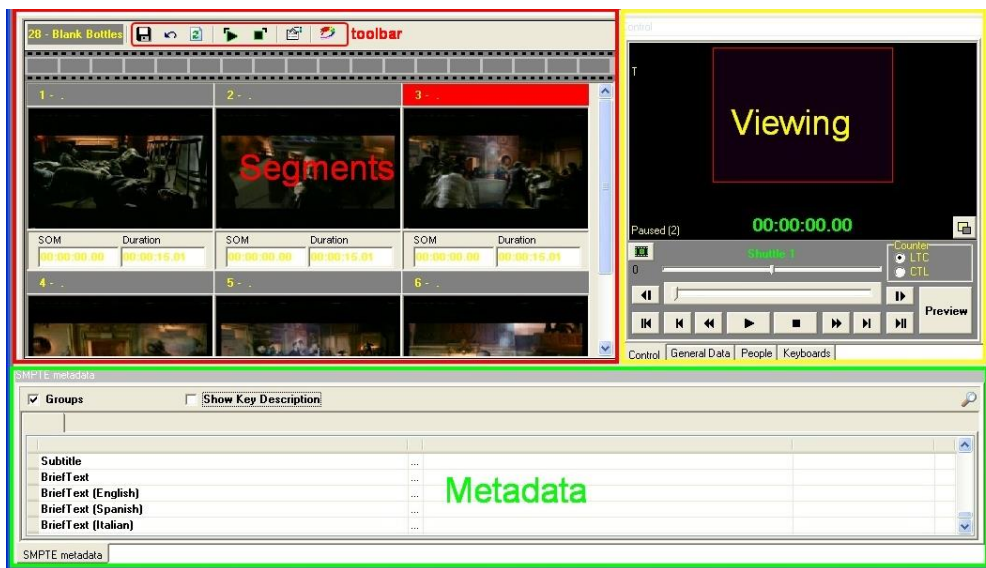 28 - Blank Bottles
toolbar
1 - .
2 - .
3 - .
Segments
SOM Duration
00:00:00.00 00:00:15.01
SOM Duration
00:00:00.00 00:00:15.01
SOM Duration
00:00:00.00 00:00:15.01
4 - .
5 - .
6 - .
ontrol
T
Viewing
Paused (2)
00:00:00.00
0
Shuttle 1
Counter
LTC
CTL
Preview
Control General Data People Keyboards
SMPTE metadata
Groups
Show Key Description
Subtitle ...
BriefText ...
BriefText (English) ...
BriefText (Spanish) ...
BriefText (Italian) ...
Metadata
SMPTE metadata